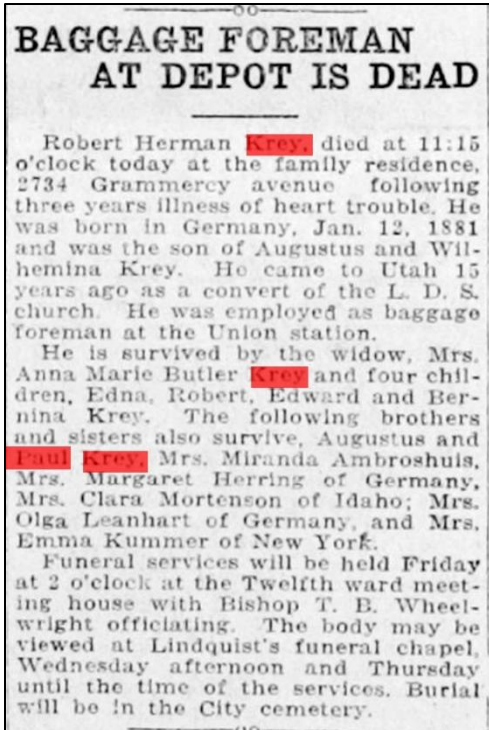 BAGGAGE FOREMAN
AT DEPOT IS DEAD
Robert Herman Krey, died at 11:15
o'clock today at the family residence,
2734 Grammercy avenue following
three years illness of heart trouble. He
was born in Germany, Jan. 12, 1881
and was the son of Augustus and Wil-
hemina Krey. He came to Utah 15
years ago as a convert of the L. D. S.
church. He was employed as baggage
foreman at the Union station.
He is survived by the widow, Mrs.
Anna Marie Butler Krey and four chil-
dren, Edna, Robert, Edward and Ber-
nina Krey. The following brothers
and sisters also survive, Augustus and
Paul Krey, Mrs. Miranda Ambroshuis,
Mrs. Margaret Herring of Germany,
Mrs. Clara Mortenson of Idaho; Mrs.
Olga Leanhart of Germany, and Mrs.
Emma Kummer of New York.
Funeral services will be held Friday
at 2 o'clock at the Twelfth ward meet-
ing house with Bishop T. B. Wheel-
wright officiating. The body may be
viewed at Lindquist's funeral chapel,
Wednesday afternoon and Thursday
until the time of the services. Burial
will be in the City cemetery.